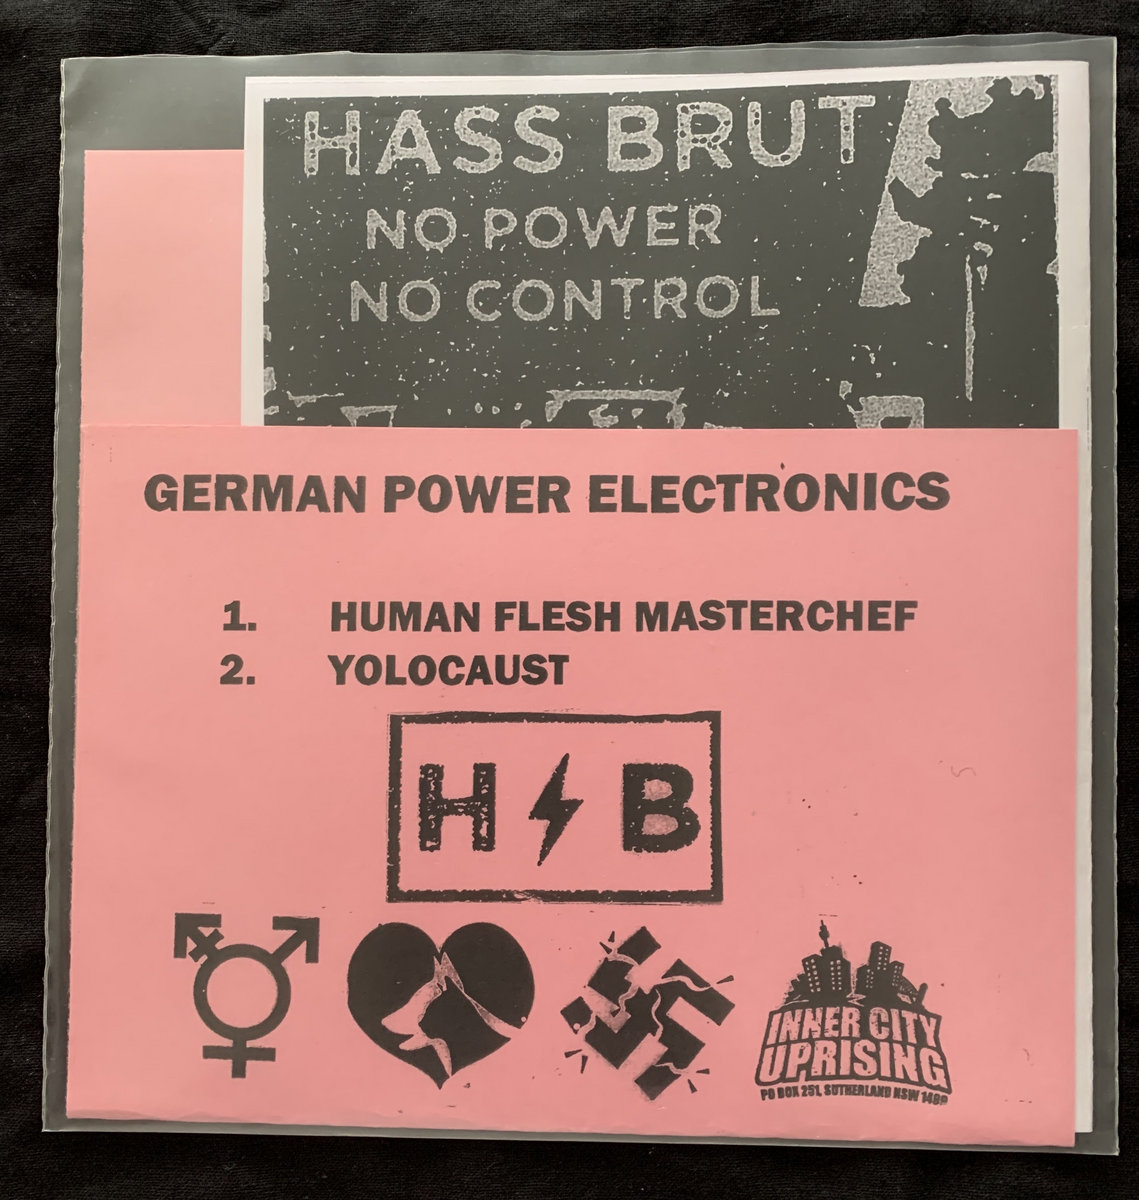 HASS BRUT
NO POWER
NO CONTROL
GERMAN POWER ELECTRONICS
1. HUMAN FLESH MASTERCHEF
2. YOLOCAUST
H B
INNER CITY
UPRISING
PO BOX 251, SUTHERLAND NSW 1499